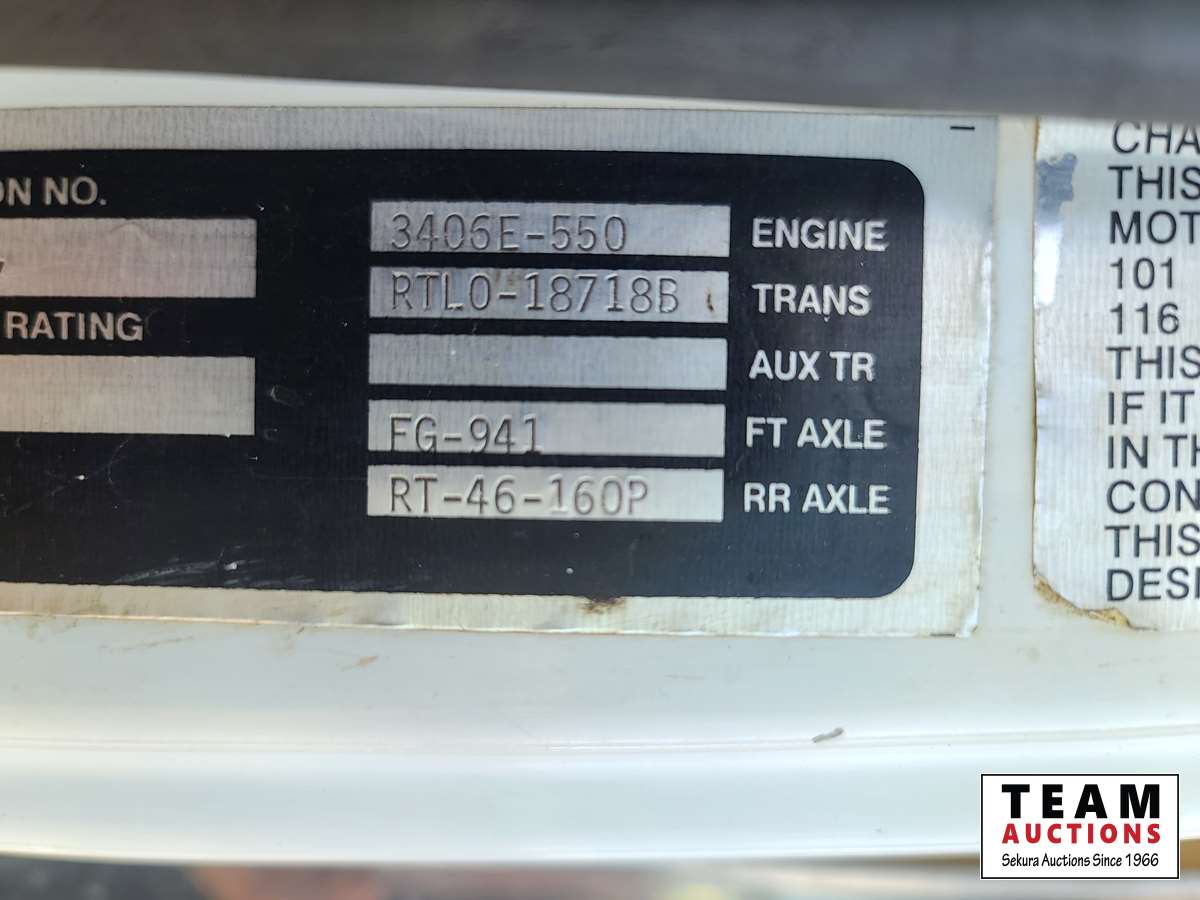 ON NO.
RATING
3406E-550 ENGINE
RTLO-18718B TRANS
AUX TR
FG-941 FT AXLE
RT-46-160P RR AXLE
CHA
THIS
MOT
101
116
THIS
IF IT
IN TH
CON
THIS
DESI
TEAM
AUCTIONS
Sekura Auctions Since 1966